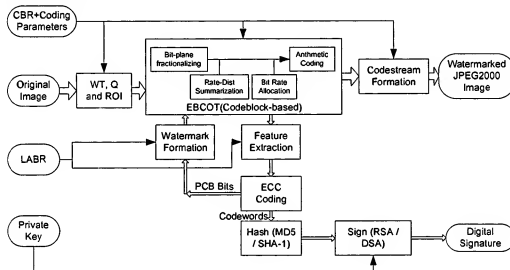 CBR+Coding
Parameters
Bit-plane
fractionalizing
Arithmetic
Coding
Original
Image
WT, Q
and ROI
Rate-Dist
Summarization
Bit Rate
Allocation
EBCOT(Codeblock-based)
Codestream
Formation
Watermarked
JPEG2000
Image
Watermark
Formation
Feature
Extraction
LABR
PCB Bits
ECC
Coding
Codewords
Private
Key
Hash (MD5
/ SHA-1)
Sign (RSA /
DSA)
Digital
Signature